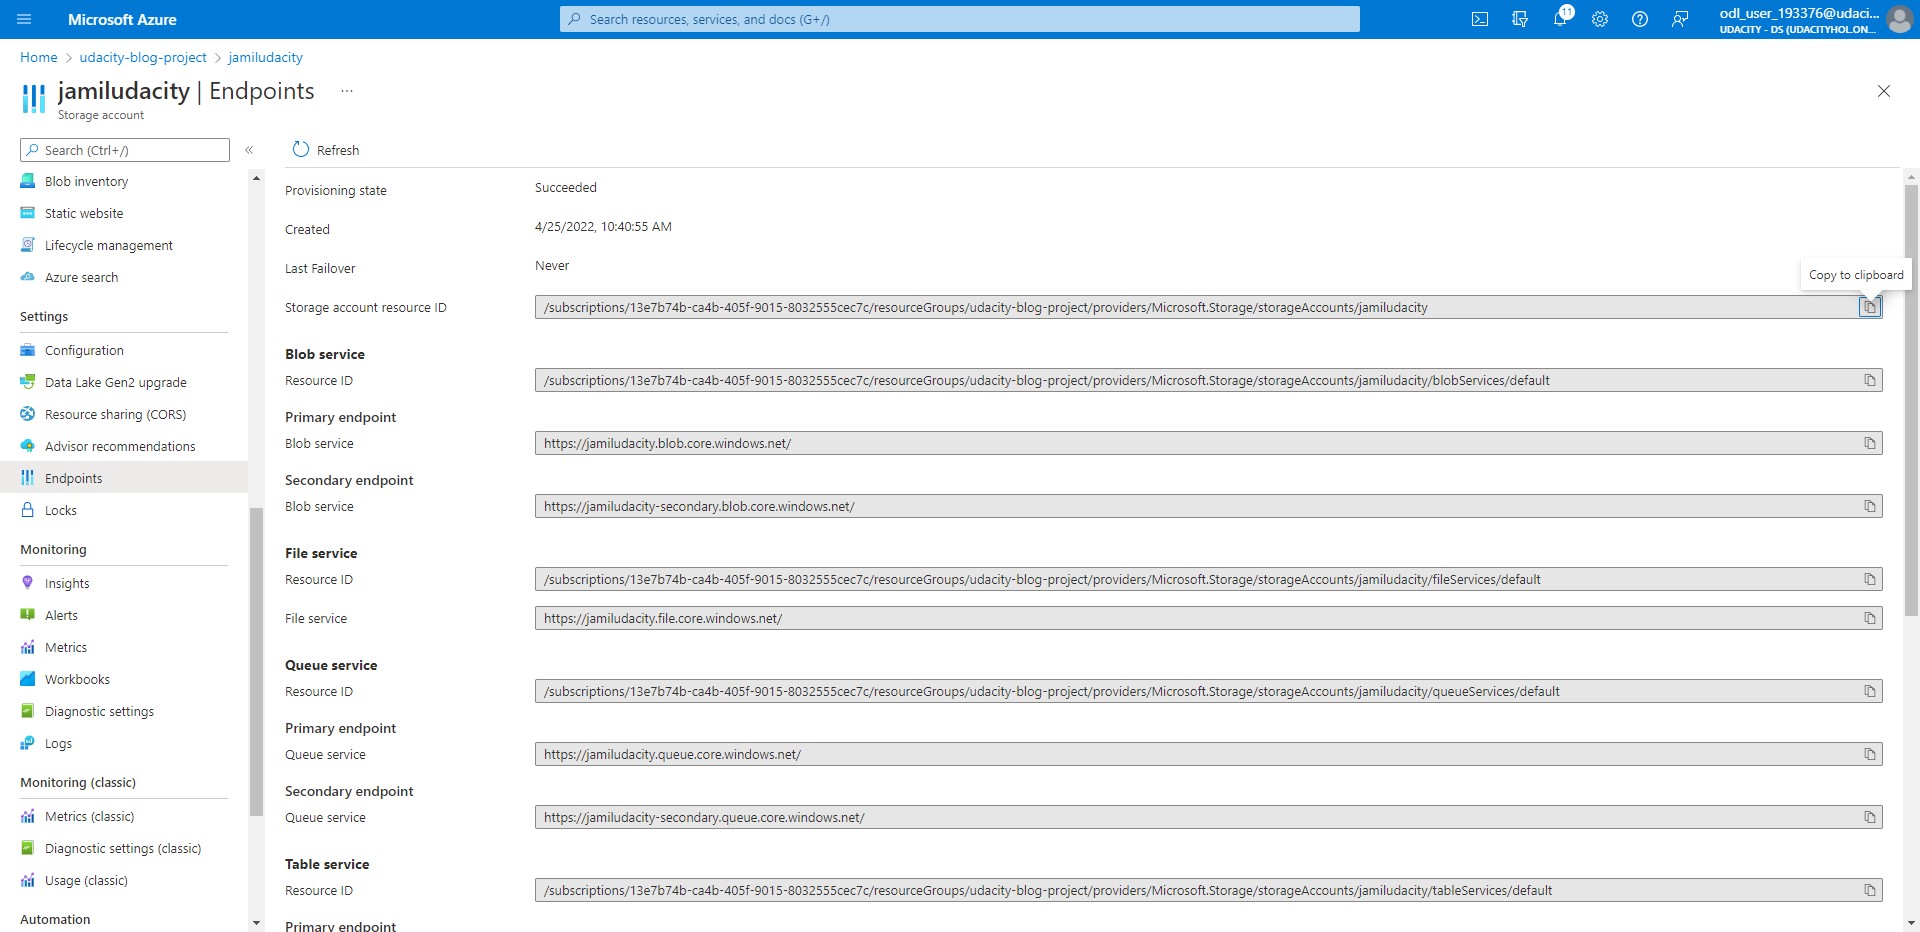 Microsoft Azure
Search resources, services, and docs (G+/)
11
odl_user_193376@udaci...
UDACITY - DS (UDACITYHOL.ON...
Home > udacity-blog-project > jamiludacity
jamiludacity | Endpoints ...
Storage account
Search (Ctrl+/)
«
Blob inventory
Static website
Lifecycle management
Azure search
Settings
Configuration
Data Lake Gen2 upgrade
Resource sharing (CORS)
Advisor recommendations
Endpoints
Locks
Monitoring
Insights
Alerts
Metrics
Workbooks
Diagnostic settings
Logs
Monitoring (classic)
Metrics (classic)
Diagnostic settings (classic)
Usage (classic)
Automation
Refresh
Provisioning state Succeeded
Created 4/25/2022, 10:40:55 AM
Last Failover Never
Copy to clipboard
Storage account resource ID /subscriptions/13e7b74b-ca4b-405f-9015-8032555cec7c/resourceGroups/udacity-blog-project/providers/Microsoft.Storage/storageAccounts/jamiludacity
Blob service
Resource ID /subscriptions/13e7b74b-ca4b-405f-9015-8032555cec7c/resourceGroups/udacity-blog-project/providers/Microsoft.Storage/storageAccounts/jamiludacity/blobServices/default
Primary endpoint
Blob service https://jamiludacity.blob.core.windows.net/
Secondary endpoint
Blob service https://jamiludacity-secondary.blob.core.windows.net/
File service
Resource ID /subscriptions/13e7b74b-ca4b-405f-9015-8032555cec7c/resourceGroups/udacity-blog-project/providers/Microsoft.Storage/storageAccounts/jamiludacity/fileServices/default
File service https://jamiludacity.file.core.windows.net/
Queue service
Resource ID /subscriptions/13e7b74b-ca4b-405f-9015-8032555cec7c/resourceGroups/udacity-blog-project/providers/Microsoft.Storage/storageAccounts/jamiludacity/queueServices/default
Primary endpoint
Queue service https://jamiludacity.queue.core.windows.net/
Secondary endpoint
Queue service https://jamiludacity-secondary.queue.core.windows.net/
Table service
Resource ID /subscriptions/13e7b74b-ca4b-405f-9015-8032555cec7c/resourceGroups/udacity-blog-project/providers/Microsoft.Storage/storageAccounts/jamiludacity/tableServices/default
Primary endpoint